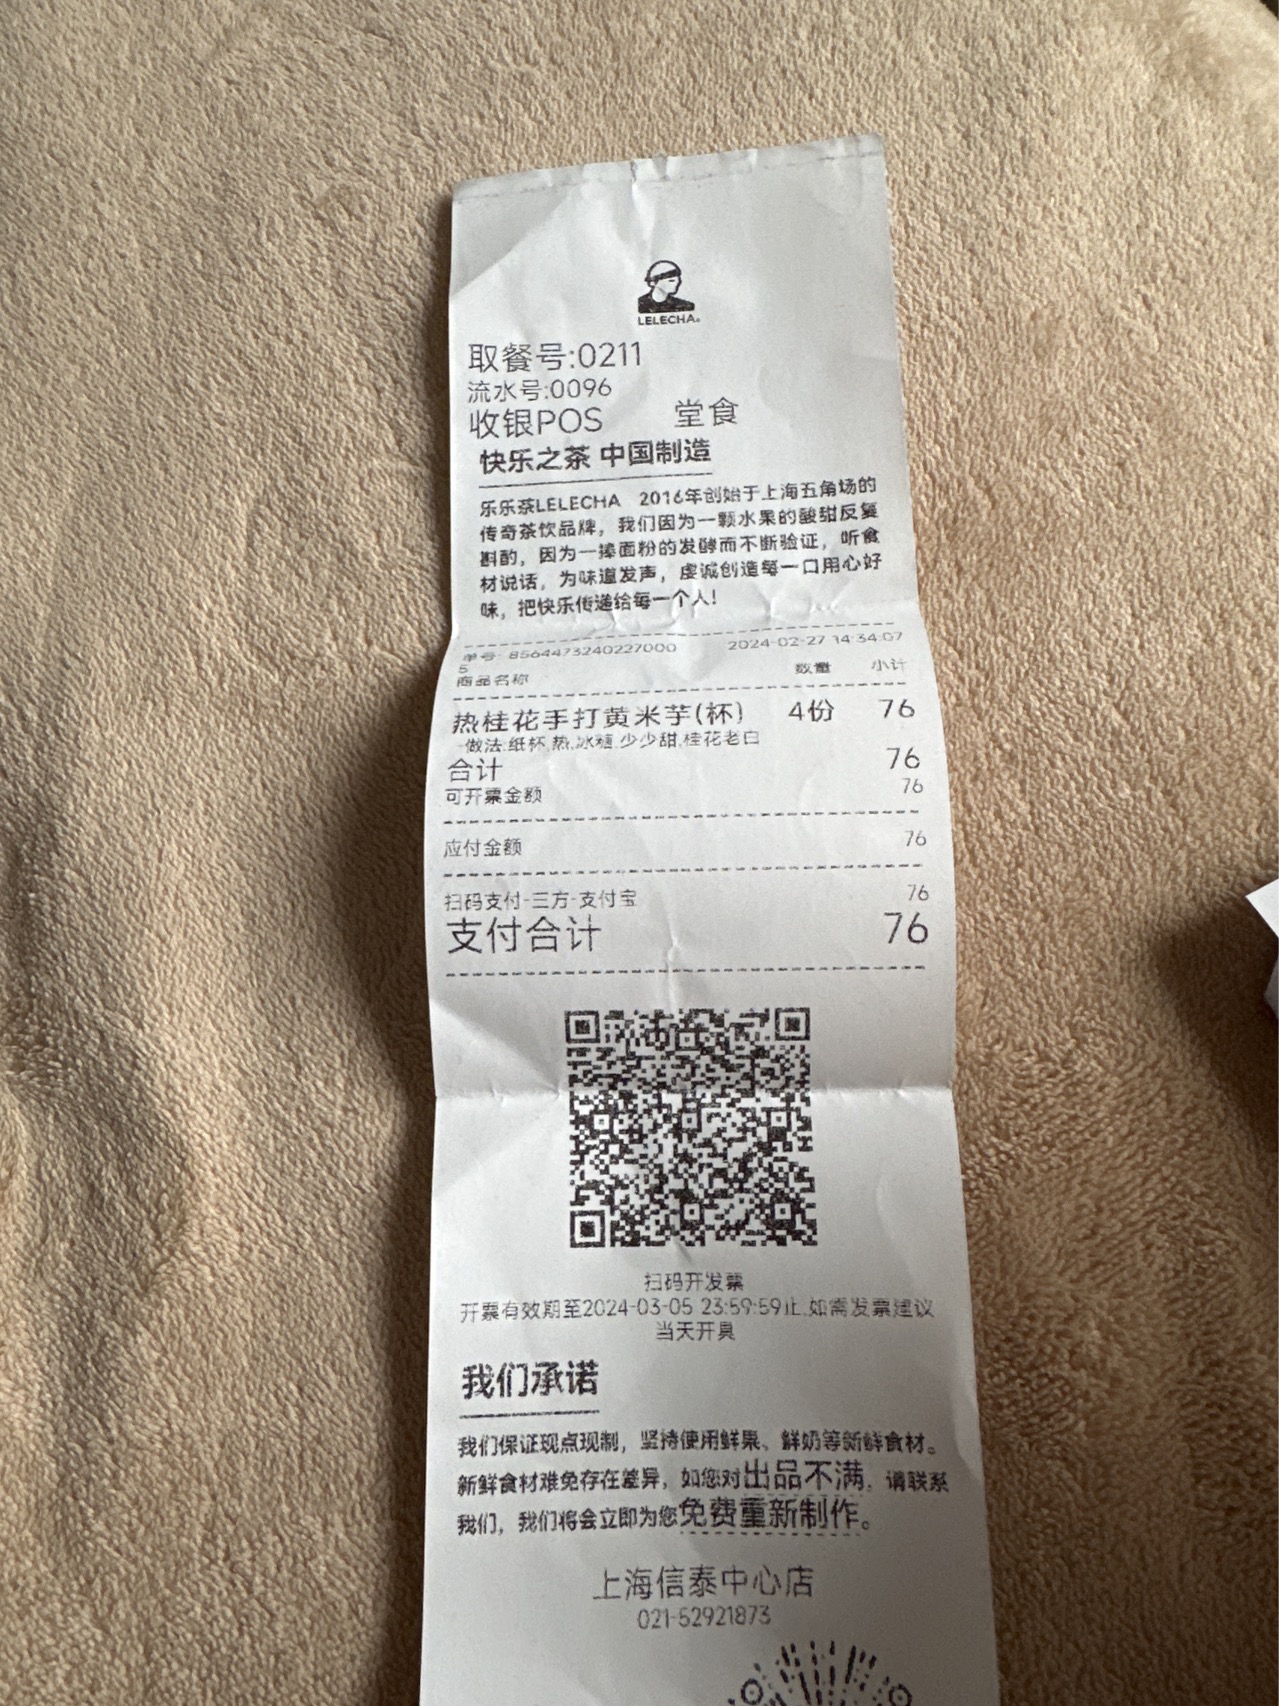 LELECHA
取餐号:0211
流水号:0096
收银POS 堂食
快乐之茶 中国制造
乐乐茶LELECHA 2016年创始于上海五角场的
传奇茶饮品牌，我们因为一颗水果的酸甜反复
斟酌，因为一捧面粉的发酵而不断验证，听食
材说话，为味道发声，虔诚创造每一口用心好
味，把快乐传递给每一个人!
单号: 8564473240227000 2024-02-27 14:34:07
5
商品名称 数量 小计
热桂花手打黄米芋(杯) 4份 76
-做法:纸杯,热,冰糖,少少甜,桂花老白
合计 76
可开票金额 76
应付金额 76
扫码支付-三方-支付宝 76
支付合计 76
扫码开发票
开票有效期至2024-03-05 23:59:59止,如需发票建议
当天开具
我们承诺
我们保证现点现制，坚持使用鲜果、鲜奶等新鲜食材。
新鲜食材难免存在差异，如您对出品不满，请联系
我们，我们将会立即为您免费重新制作。
上海信泰中心店
021-52921873